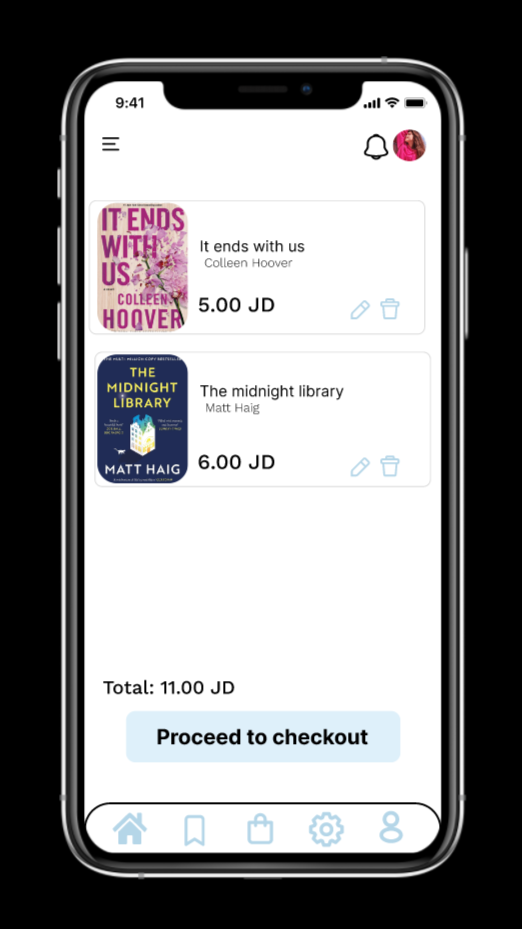 9:41
IT ENDS
WITH
US
COLLEEN
HOOVER
It ends with us
Colleen Hoover
5.00 JD
THE
MIDNIGHT
LIBRARY
MATT HAIG
The midnight library
Matt Haig
6.00 JD
Total: 11.00 JD
Proceed to checkout